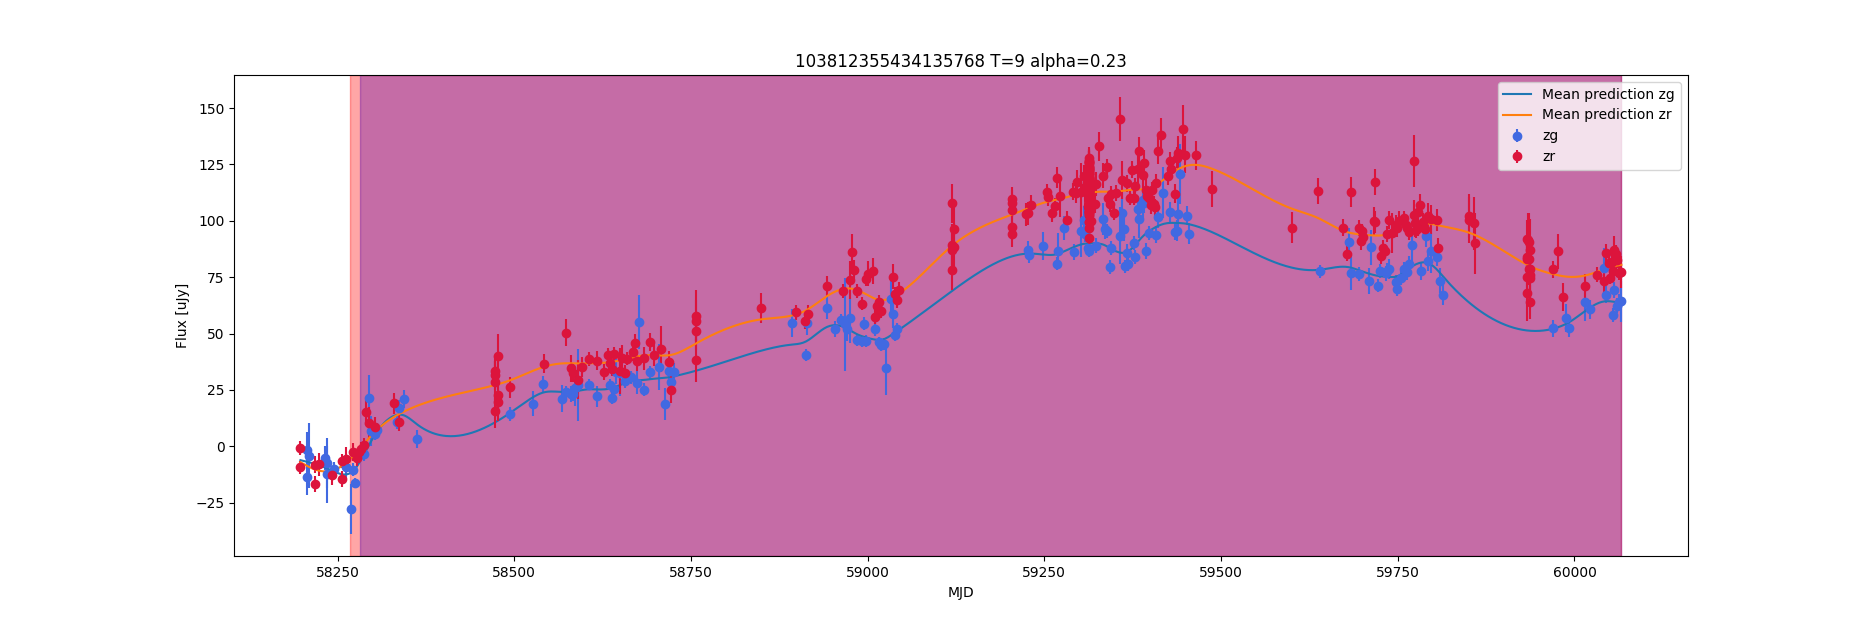 103812355434135768 T=9 alpha=0.23
Mean prediction zg
Mean prediction zr
zg
zr
150
125
100
75
50
25
0
−25
Flux [uJy]
58250 58500 58750 59000 59250 59500 59750 60000
MJD